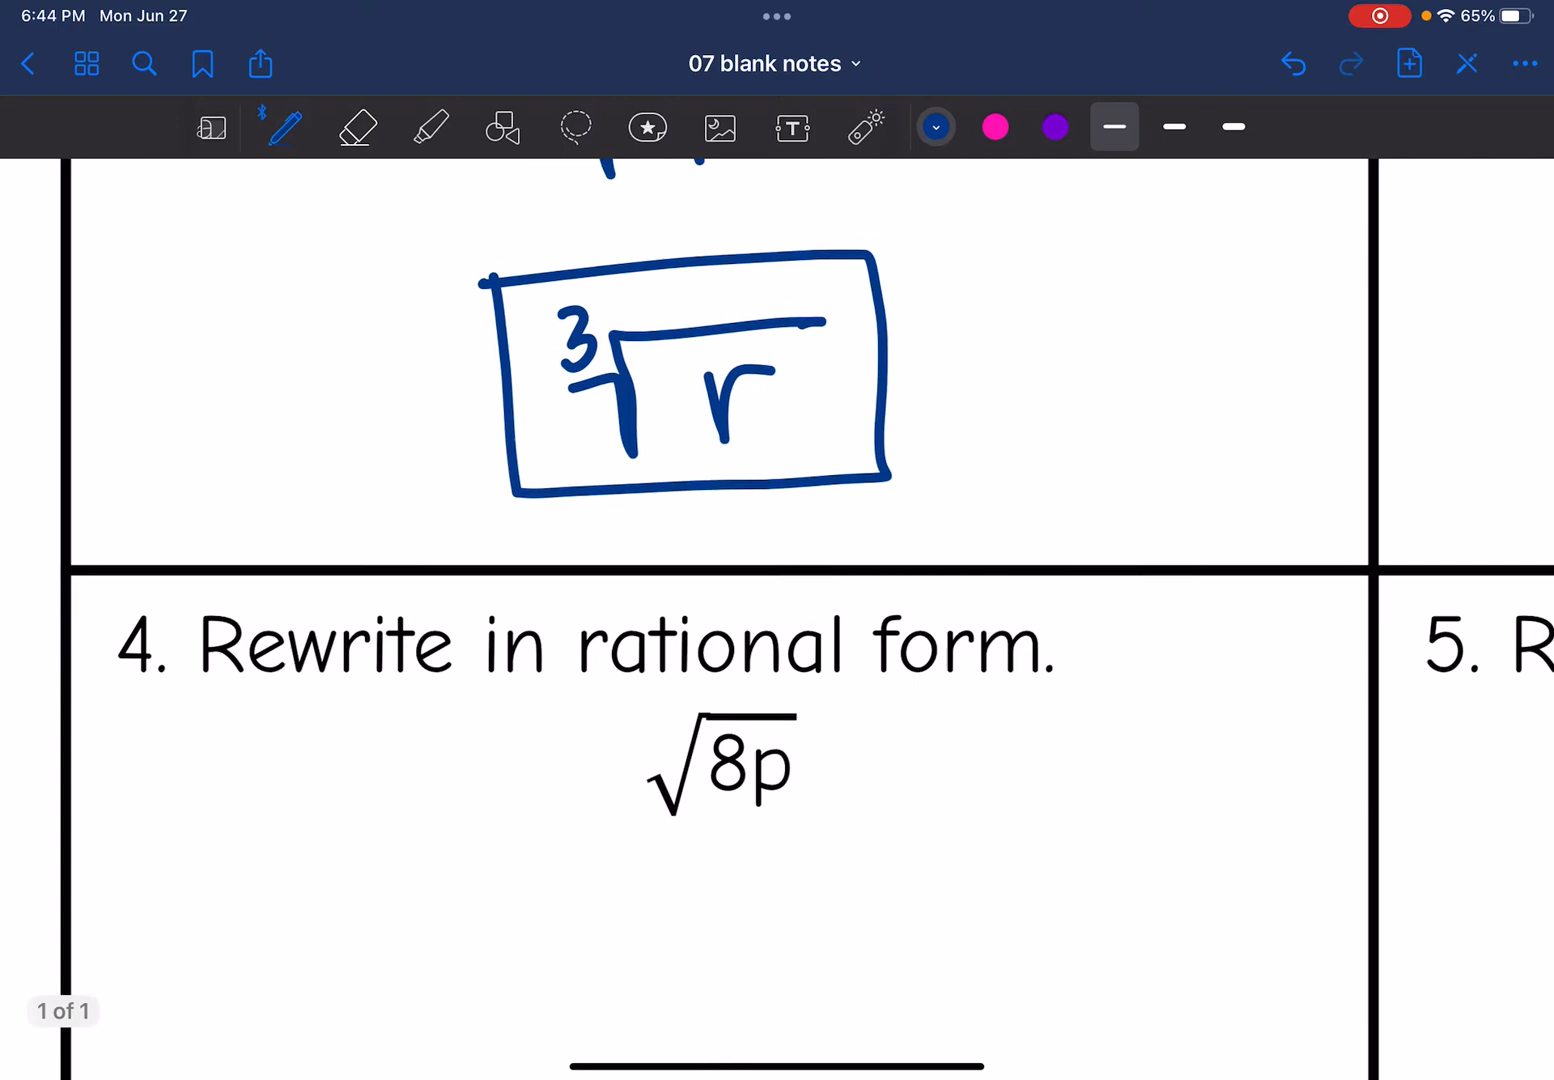 6:44 PM Mon Jun 27
65%
07 blank notes
T
∛r
4. Rewrite in rational form.
5. R
√8p
1 of 1